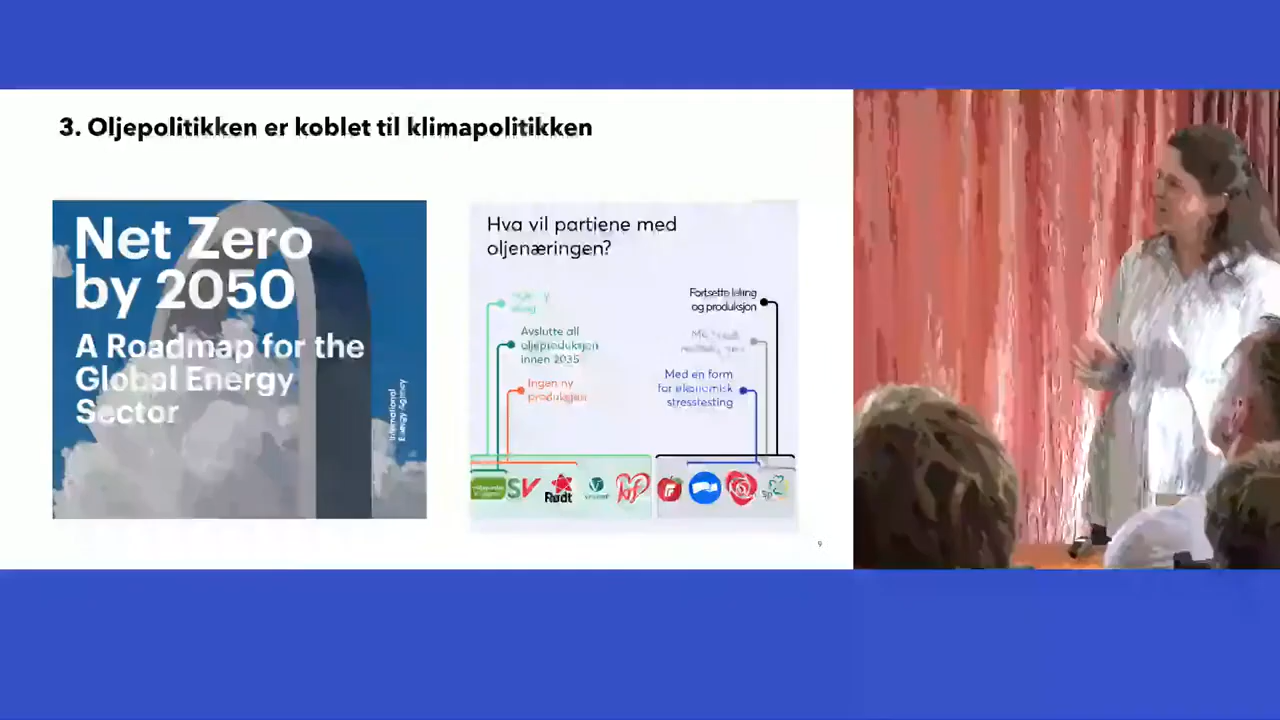 3. Oljepolitikken er koblet til klimapolitikken
Net Zero
by 2050
A Roadmap for the
Global Energy
Sector
International
Energy Agency
Hva vil partiene med
oljenæringen?
Avslutte all
oljeproduksjon
innen 2035
Ingen ny
produksjon
Fortsette leting
og produksjon
Med en form
for økonomisk
stresstesting
SV
Rødt
Sp
9